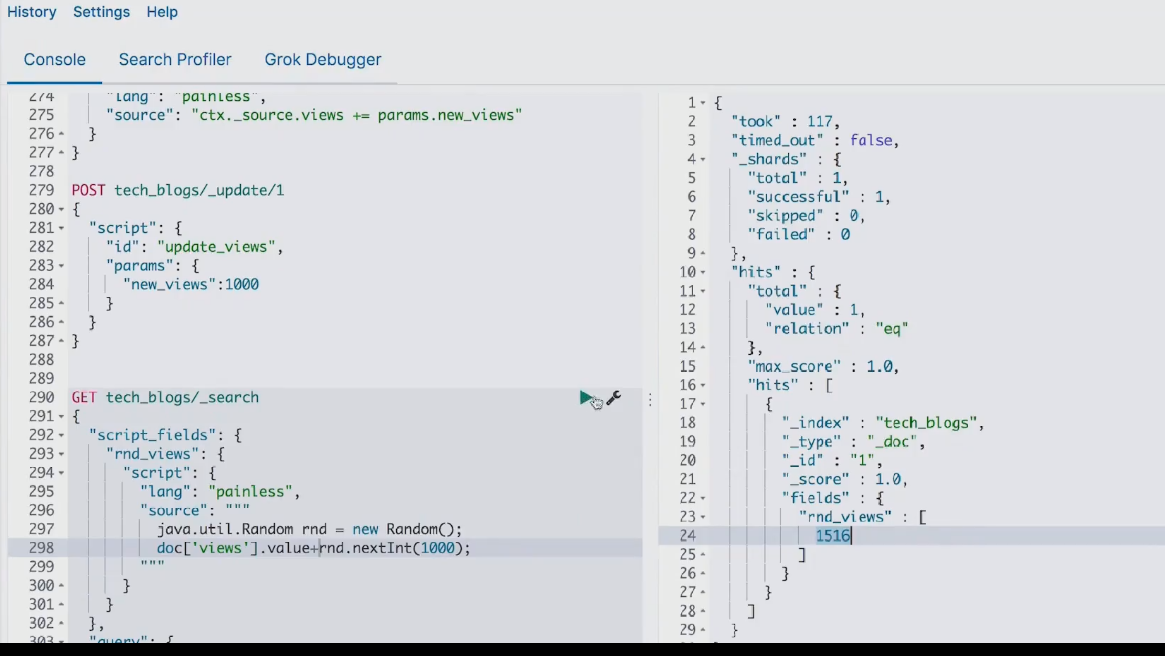 History Settings Help
Console Search Profiler Grok Debugger
274 "lang": "painless",
275 "source": "ctx._source.views += params.new_views"
276 }
277 }
278
279 POST tech_blogs/_update/1
280 {
281 "script": {
282 "id": "update_views",
283 "params": {
284 "new_views":1000
285 }
286 }
287 }
288
289
290 GET tech_blogs/_search
291 {
292 "script_fields": {
293 "rnd_views": {
294 "script": {
295 "lang": "painless",
296 "source": """
297 java.util.Random rnd = new Random();
298 doc['views'].value+rnd.nextInt(1000);
299 """
300 }
301 }
302 },
303 "query": {
1 {
2 "took" : 117,
3 "timed_out" : false,
4 "_shards" : {
5 "total" : 1,
6 "successful" : 1,
7 "skipped" : 0,
8 "failed" : 0
9 },
10 "hits" : {
11 "total" : {
12 "value" : 1,
13 "relation" : "eq"
14 },
15 "max_score" : 1.0,
16 "hits" : [
17 {
18 "_index" : "tech_blogs",
19 "_type" : "_doc",
20 "_id" : "1",
21 "_score" : 1.0,
22 "fields" : {
23 "rnd_views" : [
24 1516
25 ]
26 }
27 }
28 ]
29 }